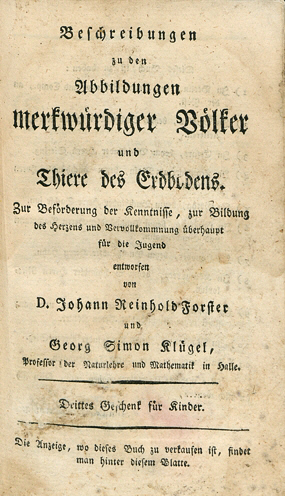 Beschreibungen
zu den
Abbildungen
merkwürdiger Völker
und
Thiere des Erdbodens.
Zur Beförderung der Kenntnisse, zur Bildung
des Herzens und Vervollkommnung überhaupt
für die Jugend
entworfen
von
D. Johann Reinhold Forster
und
Georg Simon Klügel,
Professor der Naturlehre und Mathematik in Halle.
Drittes Geschenk für Kinder.
Die Anzeige, wo dieses Buch zu verkaufen ist, findet
man hinter diesem Blatte.